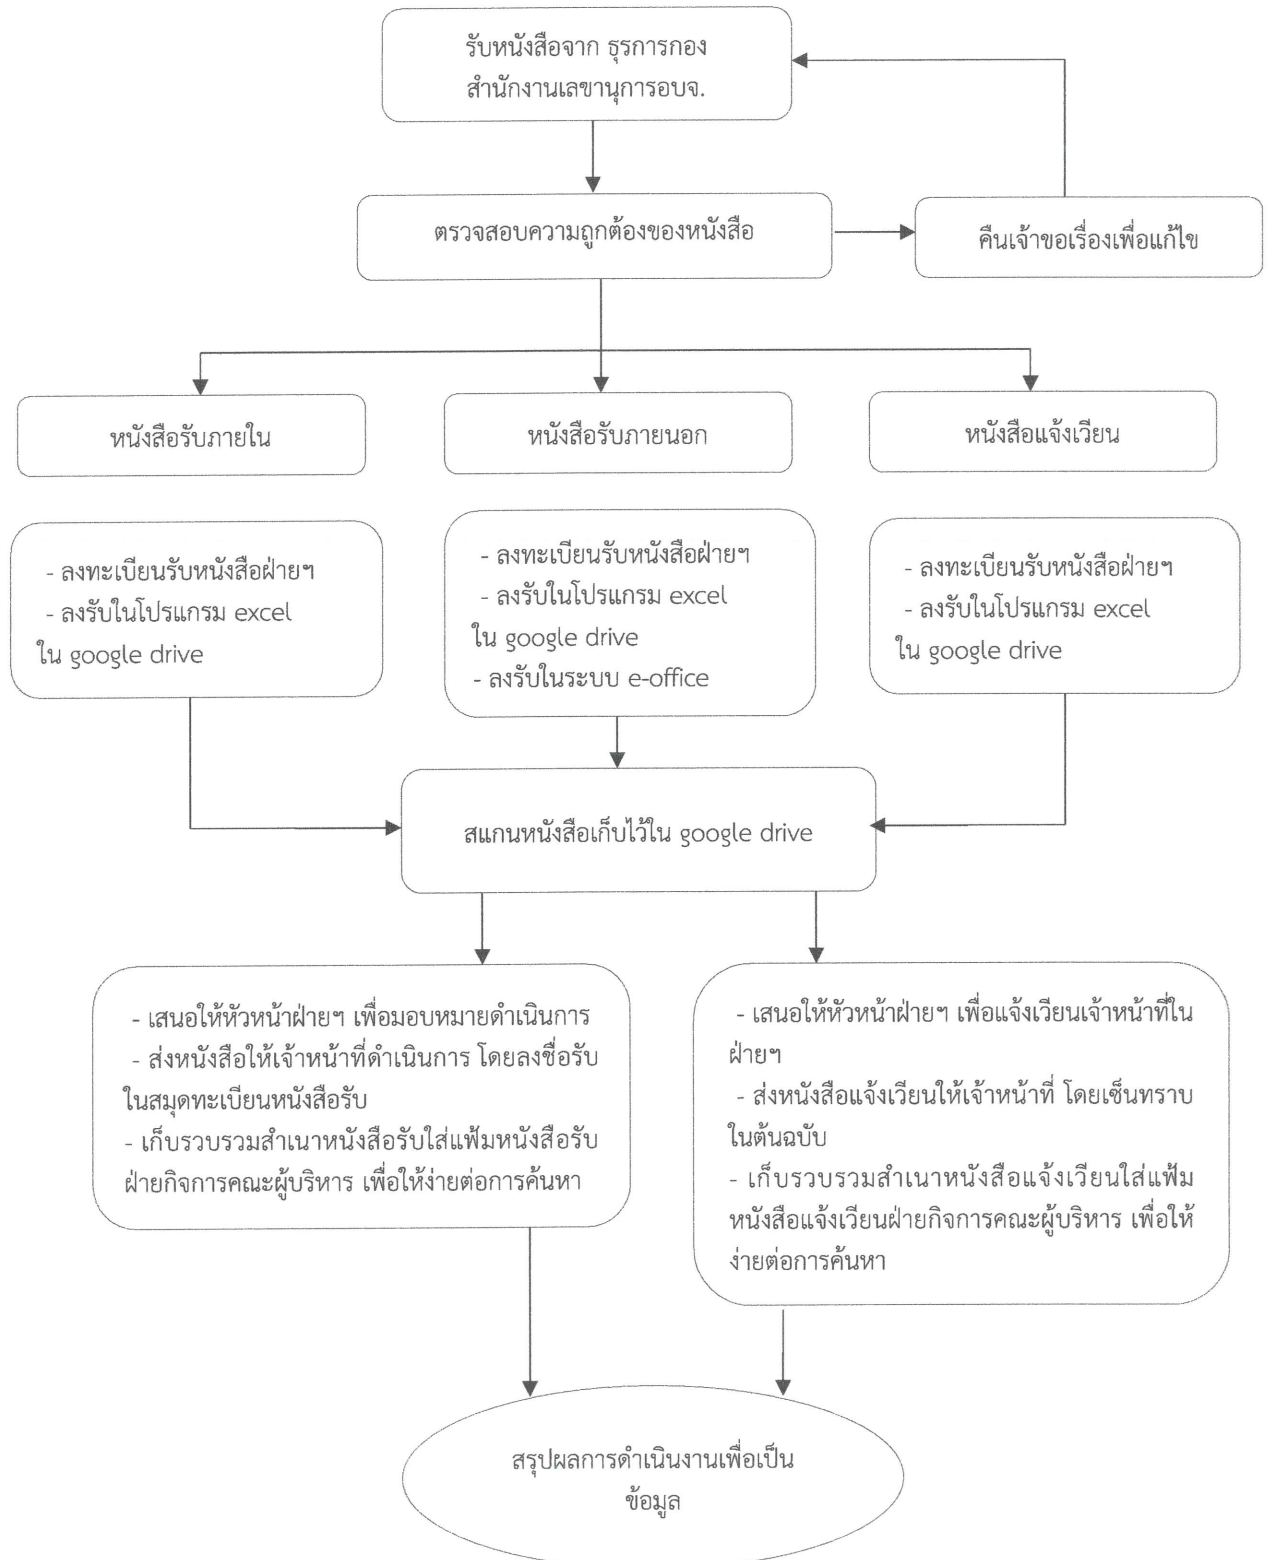 รับหนังสือจาก ธุรการกอง
สำนักงานเลขานุการอบจ.
ตรวจสอบความถูกต้องของหนังสือ
คืนเจ้าขอเรื่องเพื่อแก้ไข
หนังสือรับภายใน
หนังสือรับภายนอก
หนังสือแจ้งเวียน
- ลงทะเบียนรับหนังสือฝ่ายฯ
- ลงรับในโปรแกรม excel
ใน google drive
- ลงทะเบียนรับหนังสือฝ่ายฯ
- ลงรับในโปรแกรม excel
ใน google drive
- ลงรับในระบบ e-office
- ลงทะเบียนรับหนังสือฝ่ายฯ
- ลงรับในโปรแกรม excel
ใน google drive
สแกนหนังสือเก็บไว้ใน google drive
- เสนอให้หัวหน้าฝ่ายฯ เพื่อมอบหมายดำเนินการ
- ส่งหนังสือให้เจ้าหน้าที่ดำเนินการ โดยลงชื่อรับ
ในสมุดทะเบียนหนังสือรับ
- เก็บรวบรวมสำเนาหนังสือรับใส่แฟ้มหนังสือรับ
ฝ่ายกิจการคณะผู้บริหาร เพื่อให้ง่ายต่อการค้นหา
- เสนอให้หัวหน้าฝ่ายฯ เพื่อแจ้งเวียนเจ้าหน้าที่ใน
ฝ่ายฯ
- ส่งหนังสือแจ้งเวียนให้เจ้าหน้าที่ โดยเซ็นทราบ
ในต้นฉบับ
- เก็บรวบรวมสำเนาหนังสือแจ้งเวียนใส่แฟ้ม
หนังสือแจ้งเวียนฝ่ายกิจการคณะผู้บริหาร เพื่อให้
ง่ายต่อการค้นหา
สรุปผลการดำเนินงานเพื่อเป็น
ข้อมูล